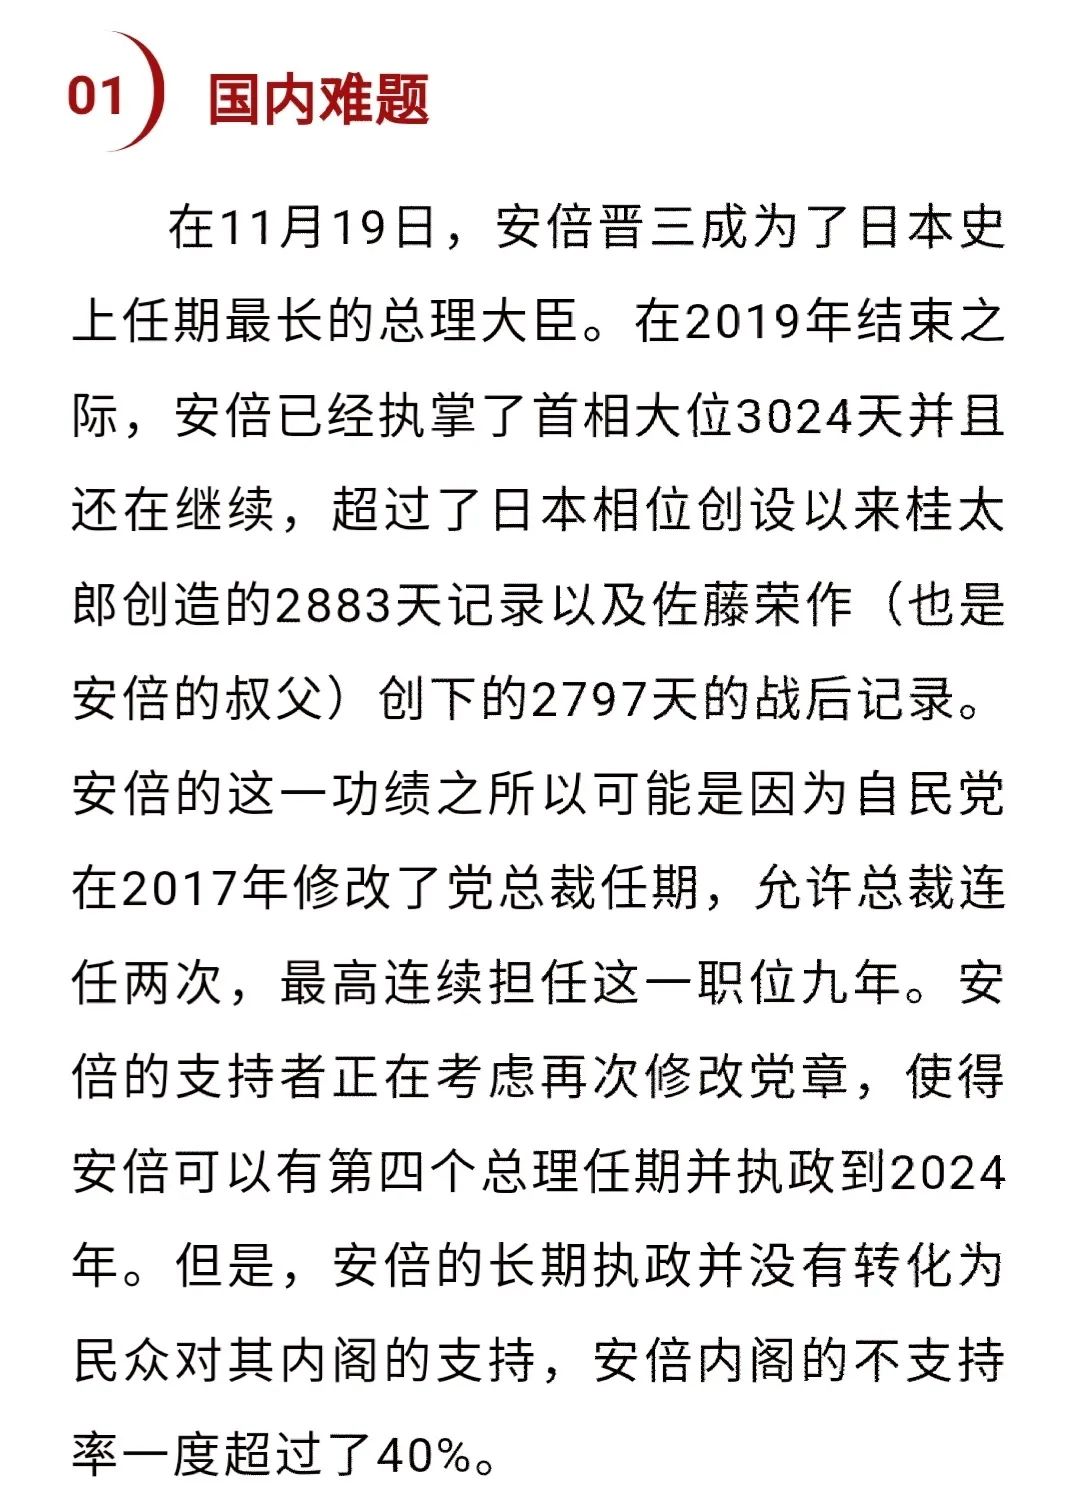 01 国内难题
在11月19日，安倍晋三成为了日本史
上任期最长的总理大臣。在2019年结束之
际，安倍已经执掌了首相大位3024天并且
还在继续，超过了日本相位创设以来桂太
郎创造的2883天记录以及佐藤荣作（也是
安倍的叔父）创下的2797天的战后记录。
安倍的这一功绩之所以可能是因为自民党
在2017年修改了党总裁任期，允许总裁连
任两次，最高连续担任这一职位九年。安
倍的支持者正在考虑再次修改党章，使得
安倍可以有第四个总理任期并执政到2024
年。但是，安倍的长期执政并没有转化为
民众对其内阁的支持，安倍内阁的不支持
率一度超过了40%。